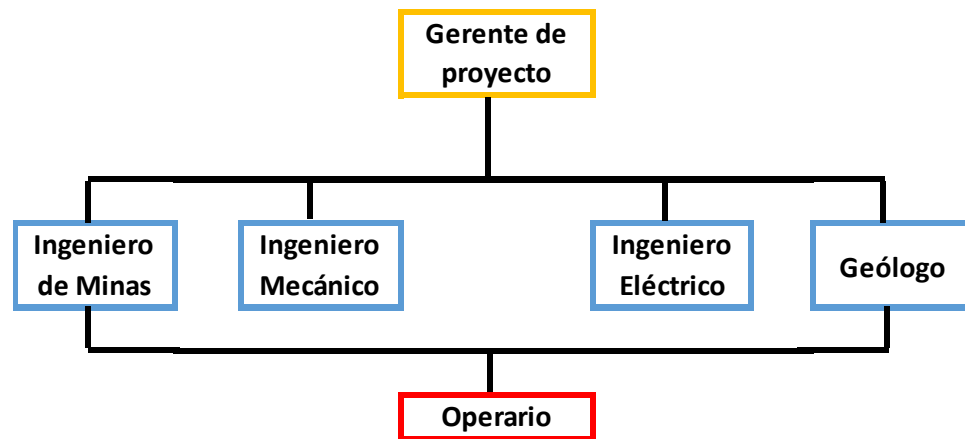 Gerente de
proyecto
Ingeniero
de Minas
Ingeniero
Mecánico
Ingeniero
Eléctrico
Geólogo
Operario